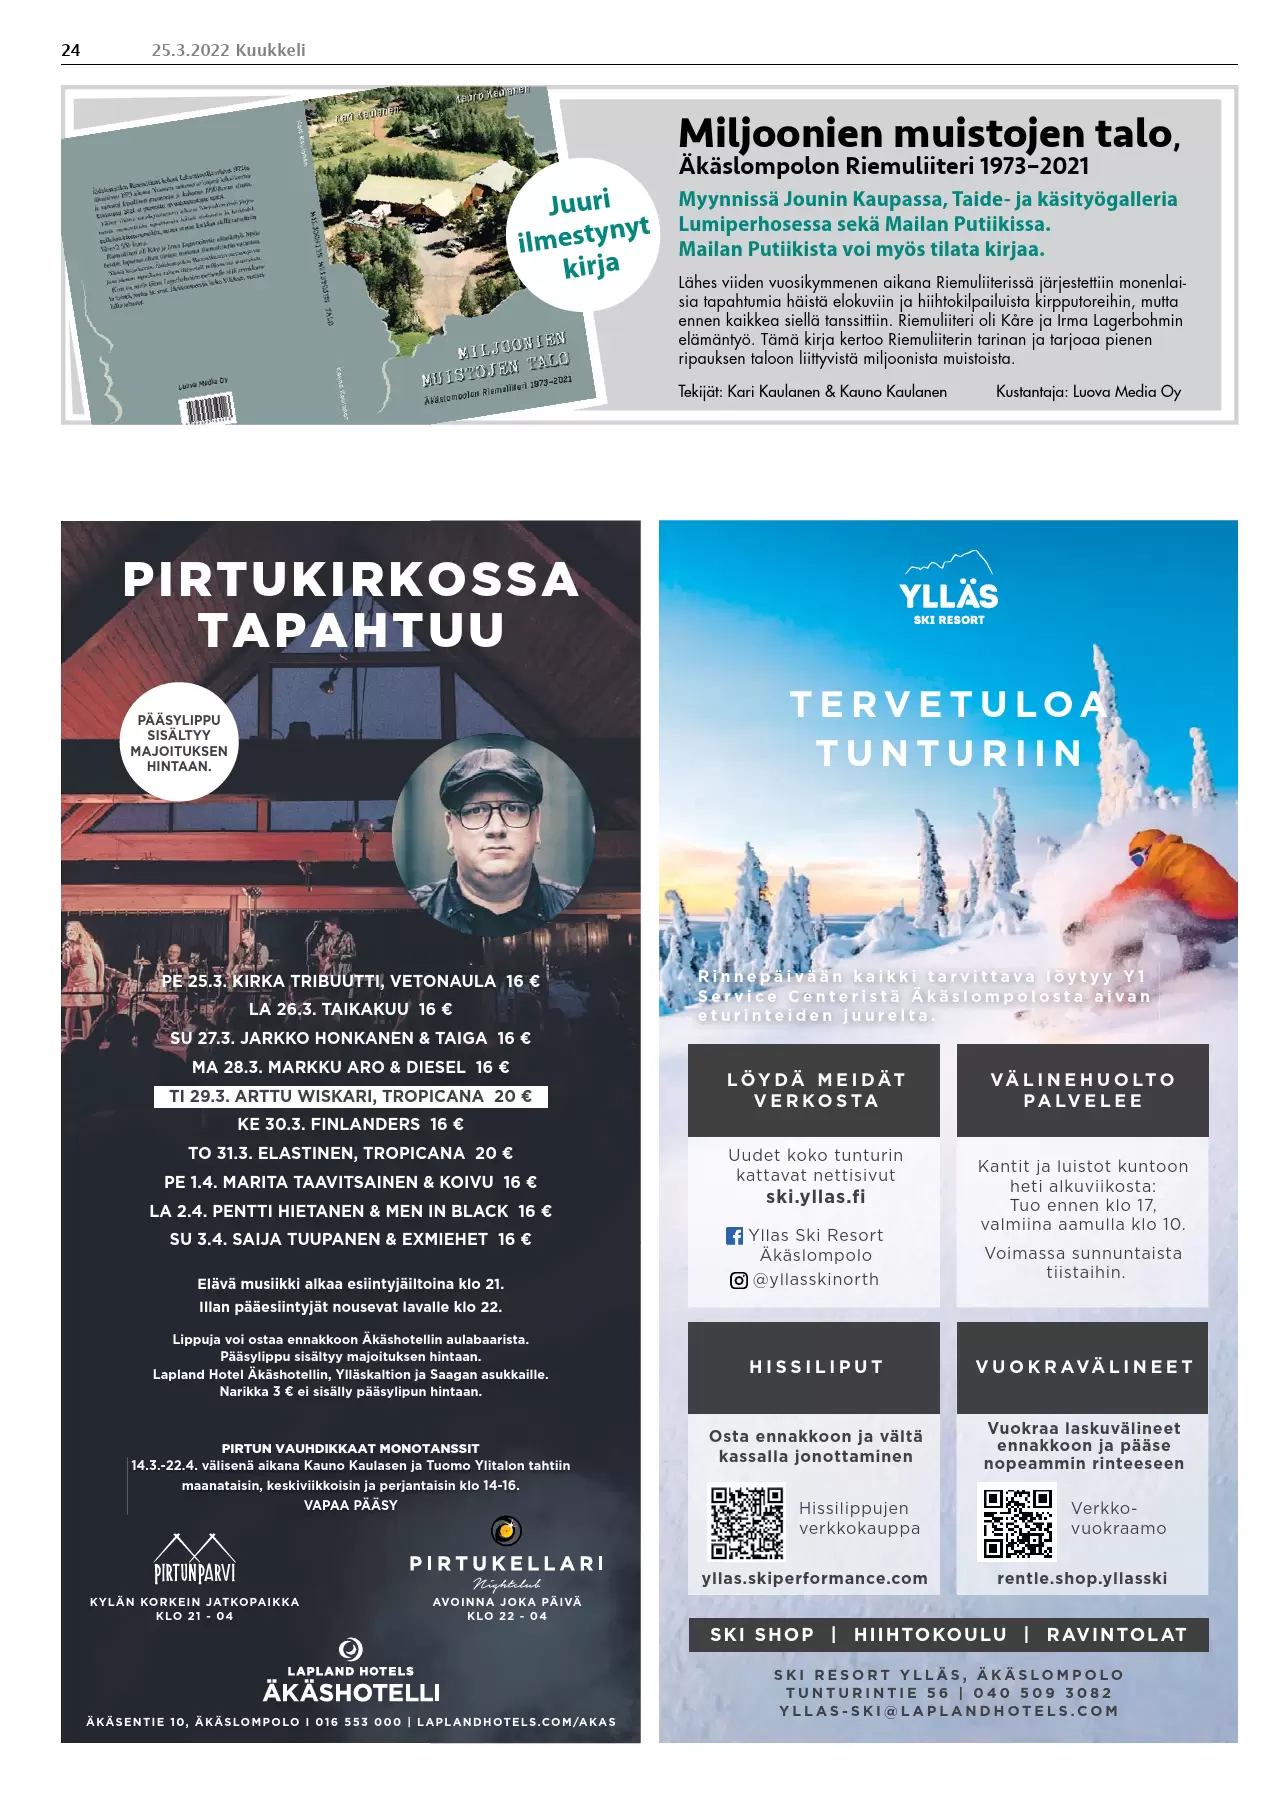 24
25.3.2022 Kuukkeli
Kari Kaulanen
Kauno Kaulanen
MILJOONIEN MUISTOJEN TALO
Luova Media Oy
MILJOONIEN
MUISTOJEN TALO
Äkäslompolon Riemuliiteri 1973–2021
Juuri
ilmestynyt
kirja
Miljoonien muistojen talo,
Äkäslompolon Riemuliiteri 1973–2021
Myynnissä Jounin Kaupassa, Taide- ja käsityögalleria
Lumiperhosessa sekä Mailan Putiikissa.
Mailan Putiikista voi myös tilata kirjaa.
Lähes viiden vuosikymmenen aikana Riemuliiterissä järjestettiin monenlai-
sia tapahtumia häistä elokuviin ja hiihtokilpailuista kirpputoreihin, mutta
ennen kaikkea siellä tanssittiin. Riemuliiteri oli Kåre ja Irma Lagerbohmin
elämäntyö. Tämä kirja kertoo Riemuliiterin tarinan ja tarjoaa pienen
ripauksen taloon liittyvistä miljoonista muistoista.
Tekijät: Kari Kaulanen & Kauno Kaulanen Kustantaja: Luova Media Oy
PIRTUKIRKOSSA
TAPAHTUU
PÄÄSYLIPPU
SISÄLTYY
MAJOITUKSEN
HINTAAN.
PE 25.3. KIRKA TRIBUUTTI, VETONAULA 16 €
LA 26.3. TAIKAKUU 16 €
SU 27.3. JARKKO HONKANEN & TAIGA 16 €
MA 28.3. MARKKU ARO & DIESEL 16 €
TI 29.3. ARTTU WISKARI, TROPICANA 20 €
KE 30.3. FINLANDERS 16 €
TO 31.3. ELASTINEN, TROPICANA 20 €
PE 1.4. MARITA TAAVITSAINEN & KOIVU 16 €
LA 2.4. PENTTI HIETANEN & MEN IN BLACK 16 €
SU 3.4. SAIJA TUUPANEN & EXMIEHET 16 €
Elävä musiikki alkaa esiintyjäiltoina klo 21.
Illan pääesiintyjät nousevat lavalle klo 22.
Lippuja voi ostaa ennakkoon Äkäshotellin aulabaarista.
Pääsylippu sisältyy majoituksen hintaan.
Lapland Hotel Äkäshotellin, Ylläskaltion ja Saagan asukkaille.
Narikka 3 € ei sisälly pääsylipun hintaan.
PIRTUN VAUHDIKKAAT MONOTANSSIT
14.3.-22.4. välisenä aikana Kauno Kaulasen ja Tuomo Ylitalon tahtiin
maanataisin, keskiviikkoisin ja perjantaisin klo 14-16.
VAPAA PÄÄSY
PIRTUNPARVI
KYLÄN KORKEIN JATKOPAIKKA
KLO 21 - 04
PIRTUKELLARI
Nightclub
AVOINNA JOKA PÄIVÄ
KLO 22 - 04
LAPLAND HOTELS
ÄKÄSHOTELLI
ÄKÄSENTIE 10, ÄKÄSLOMPOLO I 016 553 000 | LAPLANDHOTELS.COM/AKAS
YLLÄS
SKI RESORT
TERVETULOA
TUNTURIIN
Rinnepäivään kaikki tarvittava löytyy Y1
Service Centeristä Äkäslompolosta aivan
eturinteiden juurelta.
LÖYDÄ MEIDÄT
VERKOSTA
Uudet koko tunturin
kattavat nettisivut
ski.yllas.fi
Yllas Ski Resort
Äkäslompolo
@yllasskinorth
VÄLINEHUOLTO
PALVELEE
Kantit ja luistot kuntoon
heti alkuviikosta:
Tuo ennen klo 17,
valmiina aamulla klo 10.
Voimassa sunnuntaista
tiistaihin.
HISSILIPUT
Osta ennakkoon ja vältä
kassalla jonottaminen
Hissilippujen
verkkokauppa
yllas.skiperformance.com
VUOKRAVÄLINEET
Vuokraa laskuvälineet
ennakkoon ja pääse
nopeammin rinteeseen
Verkko-
vuokraamo
rentle.shop.yllasski
SKI SHOP | HIIHTOKOULU | RAVINTOLAT
SKI RESORT YLLÄS, ÄKÄSLOMPOLO
TUNTURINTIE 56 | 040 509 3082
YLLAS-SKI@LAPLANDHOTELS.COM